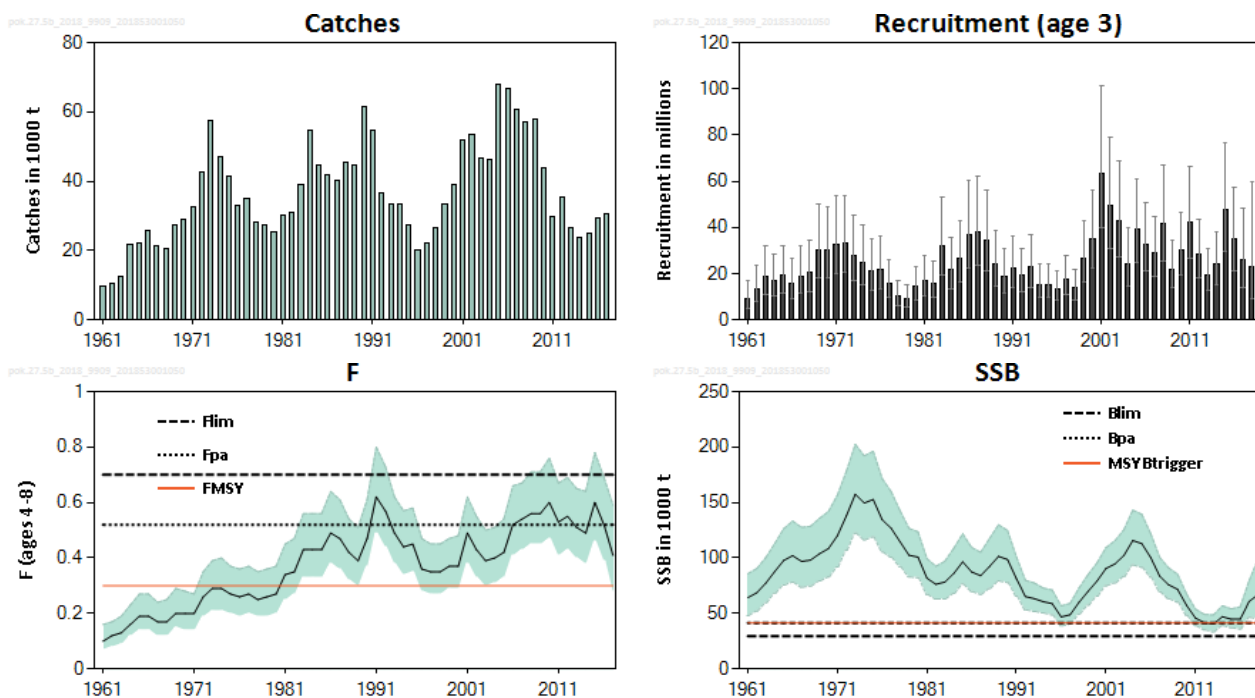 pok.27.5b_2018_9909_201853001050
Catches
Catches in 1000 t
80
60
40
20
0
1961 1971 1981 1991 2001 2011
pok.27.5b_2018_9909_201853001050
Recruitment (age 3)
Recruitment in millions
120
100
80
60
40
20
0
1961 1971 1981 1991 2001 2011
pok.27.5b_2018_9909_201853001050
F
F (ages 4-8)
1
0.8
0.6
0.4
0.2
0
Flim
Fpa
FMSY
1961 1971 1981 1991 2001 2011
pok.27.5b_2018_9909_201853001050
SSB
SSB in 1000 t
250
200
150
100
50
0
Blim
Bpa
MSYBtrigger
1961 1971 1981 1991 2001 2011